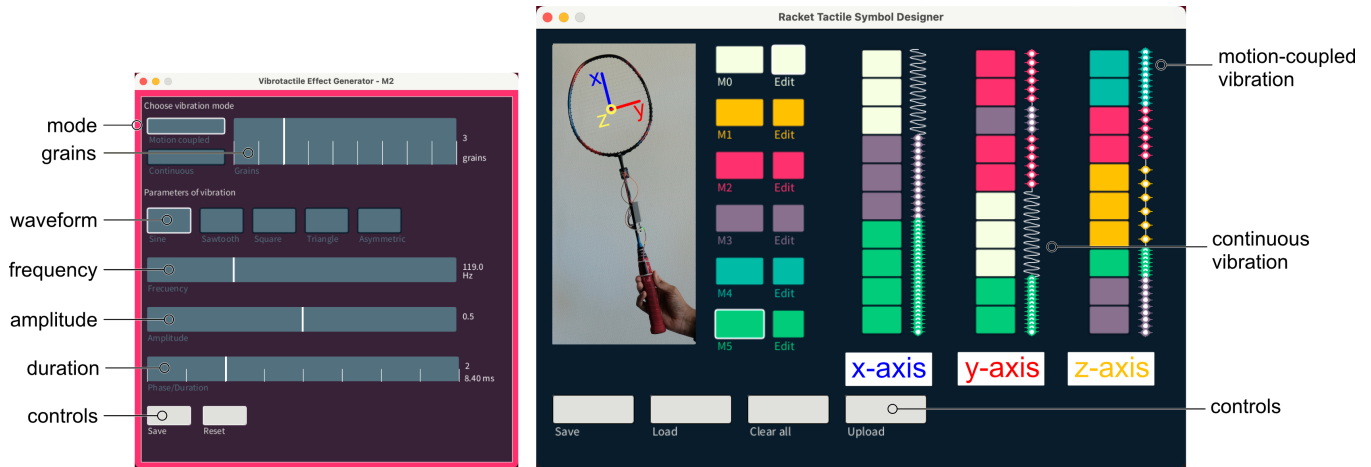 mode
grains
waveform
frequency
amplitude
duration
controls
Vibrotactile Effect Generator - M2
Choose vibration mode
Motion coupled
3
grains
Continuous
Grains
Parameters of vibration
Sine
Sawtooth
Square
Triangle
Asymmetric
119.0
Hz
Frecuency
0.5
Amplitude
2
8.40 ms
Phase/Duration
Save
Reset
Racket Tactile Symbol Designer
x
y
z
M0
Edit
M1
Edit
M2
Edit
M3
Edit
M4
Edit
M5
Edit
x-axis
y-axis
z-axis
Save
Load
Clear all
Upload
motion-coupled
vibration
continuous
vibration
controls